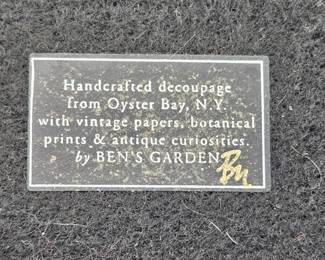 Handcrafted decoupage
from Oyster Bay, N.Y.
with vintage papers, botanical
prints & antique curiosities.
by BEN'S GARDEN